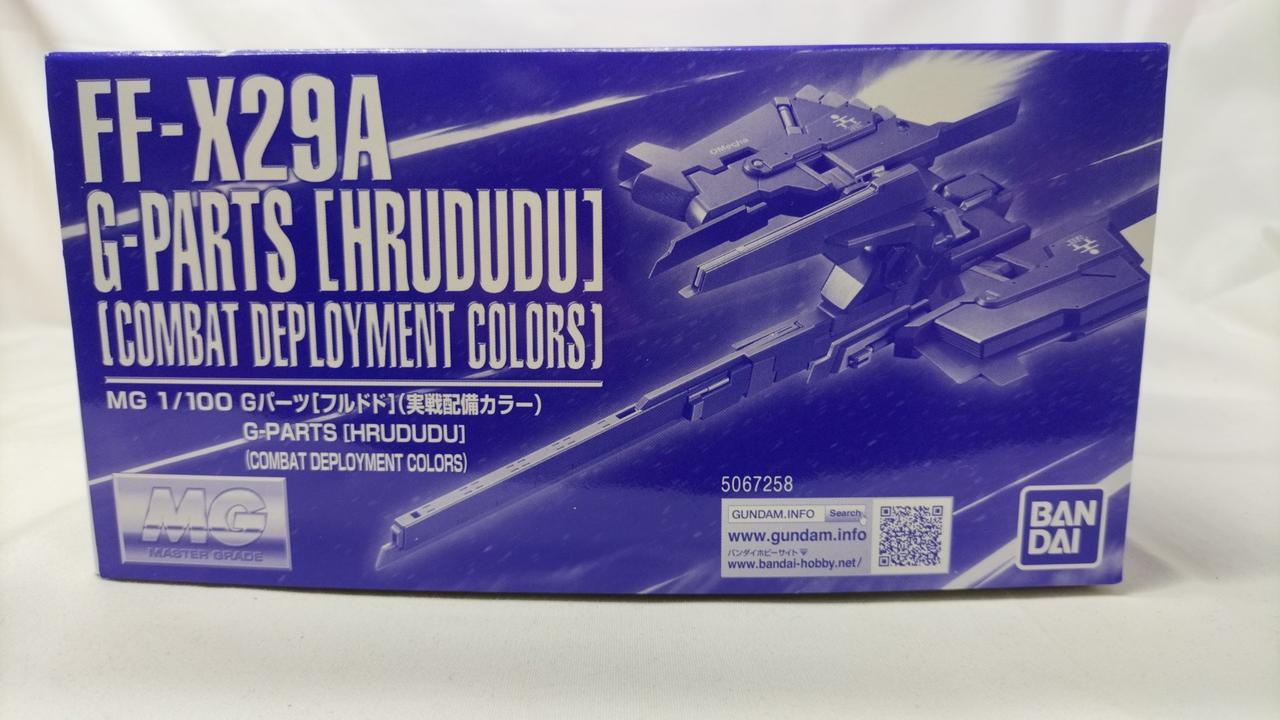 FF-X29A
G-PARTS [HRUDUDU]
[COMBAT DEPLOYMENT COLORS]
MG 1/100 Gパーツ[フルドド](実戦配備カラー)
G-PARTS [HRUDUDU]
(COMBAT DEPLOYMENT COLORS)
MG
MASTER GRADE
OMecha
5067258
GUNDAM.INFO Search
www.gundam.info
バンダイホビーサイト
www.bandai-hobby.net/
BAN
DAI